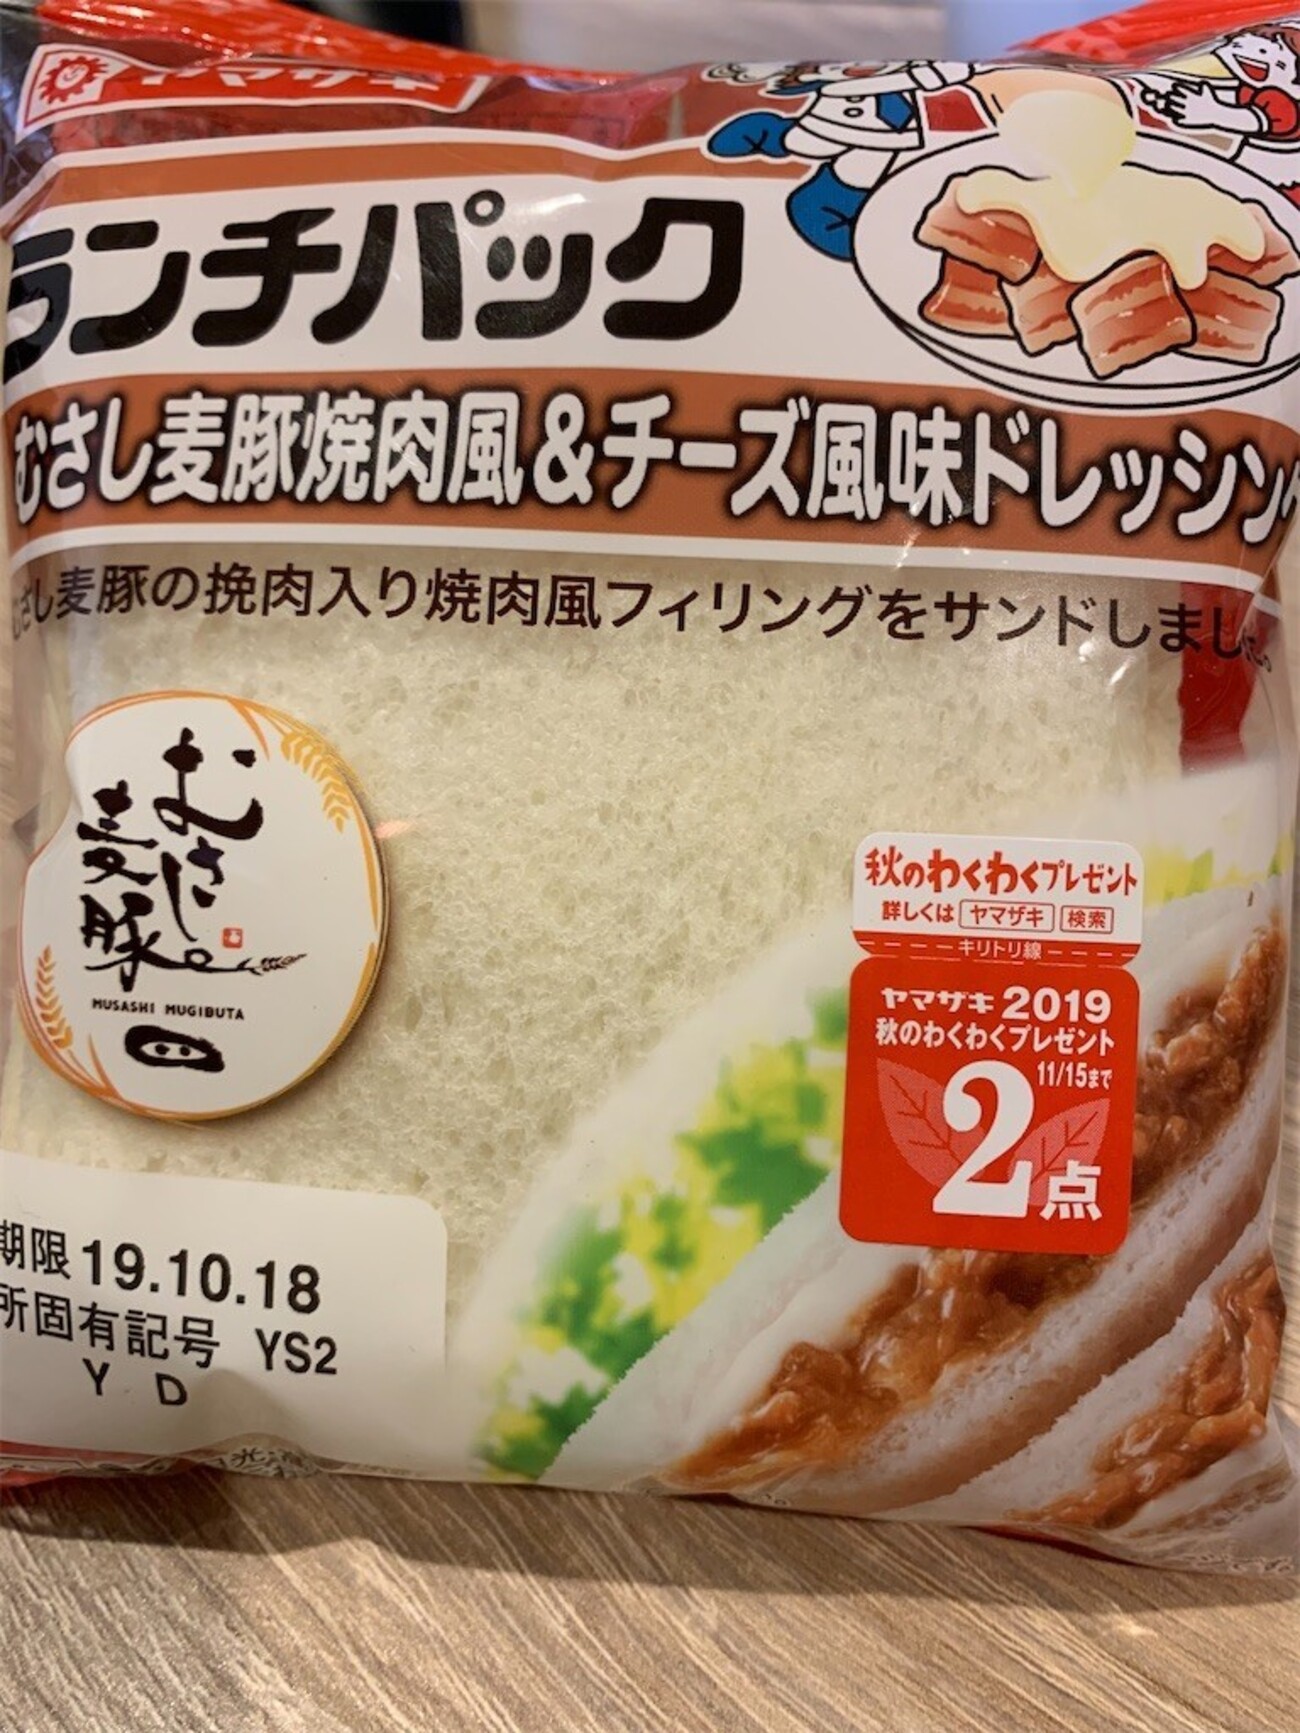 ヤマザキ
ランチパック
むさし麦豚焼肉風&チーズ風味ドレッシング
むさし麦豚の挽肉入り焼肉風フィリングをサンドしました。
むさし
麦豚
MUSASHI MUGIBUTA
秋のわくわくプレゼント
詳しくは ヤマザキ 検索
キリトリ線
ヤマザキ 2019
秋のわくわくプレゼント
11/15まで
2点
期限 19.10.18
所固有記号 YS2
Y D